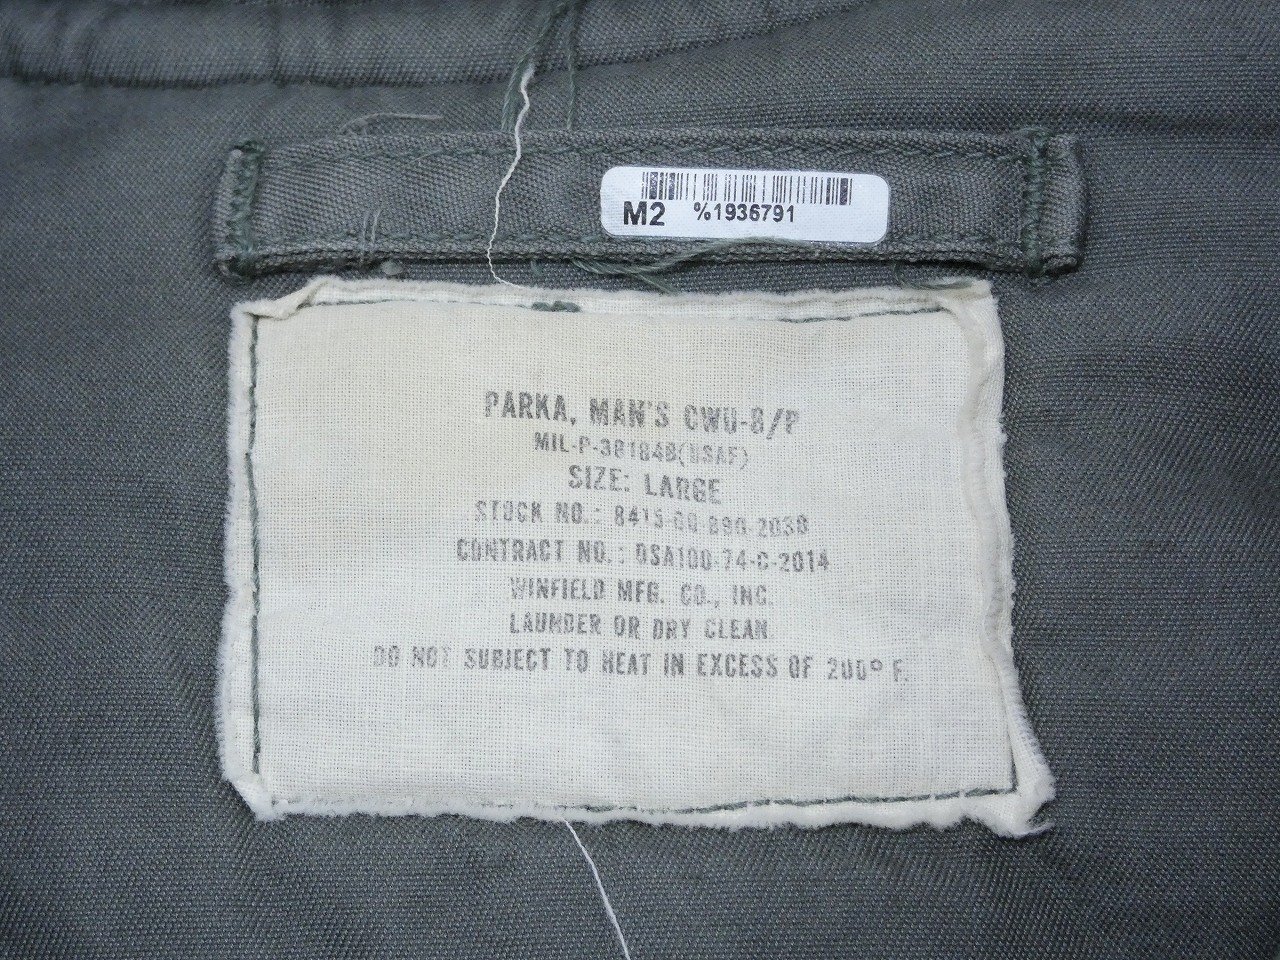 M2 %1936791
PARKA, MAN'S CWU-8/P
MIL-P-38184B(USAF)
SIZE: LARGE
STOCK NO.: 8415-00-890-2030
CONTRACT NO.: DSA100-74-C-2014
WINFIELD MFG. CO., INC.
LAUNDER OR DRY CLEAN.
DO NOT SUBJECT TO HEAT IN EXCESS OF 200° F.